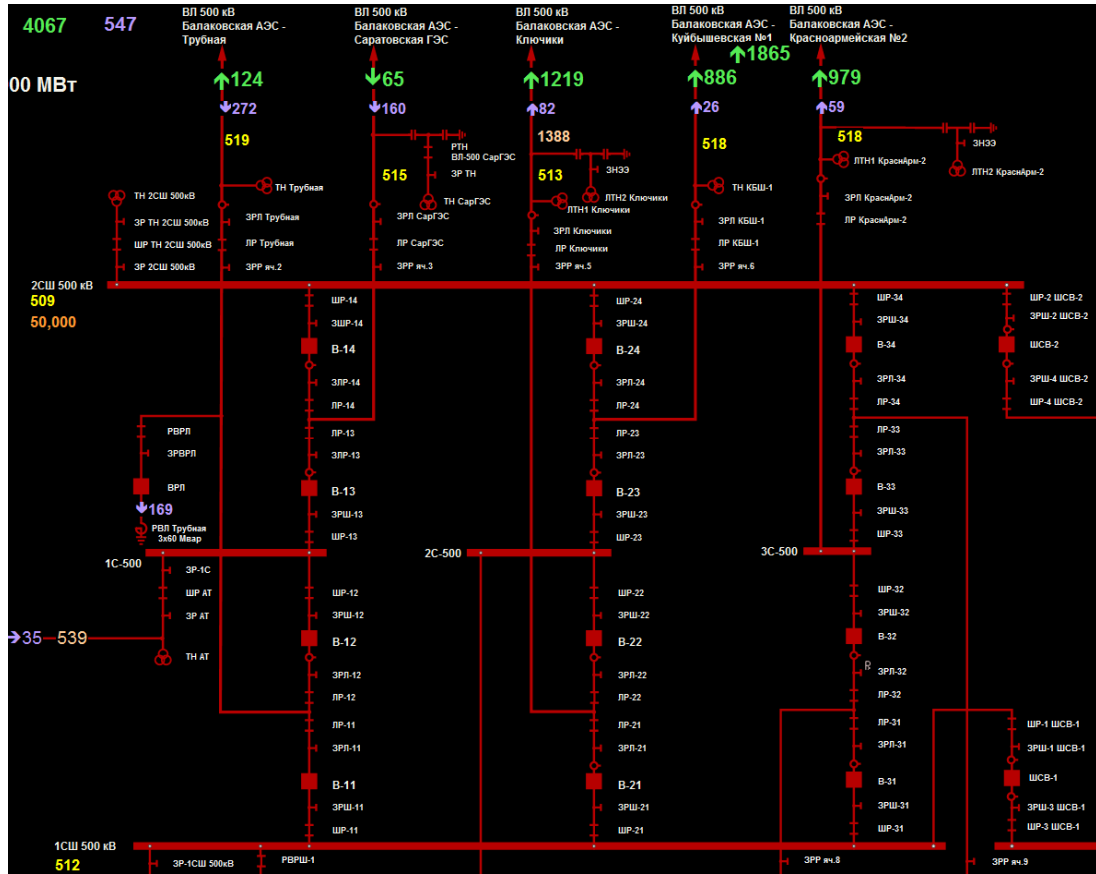 4067
547
00 МВт
ВЛ 500 кВ
Балаковская АЭС -
Трубная
124
272
519
ВЛ 500 кВ
Балаковская АЭС -
Саратовская ГЭС
65
160
515
ВЛ 500 кВ
Балаковская АЭС -
Ключики
1219
82
1388
513
ВЛ 500 кВ
Балаковская АЭС -
Куйбышевская №1
1865
886
26
518
ВЛ 500 кВ
Балаковская АЭС -
Красноармейская №2
979
59
518
РТН
ВЛ-500 СарГЭС
ЗР ТН
ТН СарГЭС
ЗНЭЭ
ЛТН2 Ключики
ЛТН1 Ключики
ЗНЭЭ
ЛТН1 КраснАрм-2
ЛТН2 КраснАрм-2
ТН 2СШ 500кВ
ЗР ТН 2СШ 500кВ
ШР ТН 2СШ 500кВ
ЗР 2СШ 500кВ
ТН Трубная
ЗРЛ Трубная
ЛР Трубная
ЗРР яч.2
ЗРЛ СарГЭС
ЛР СарГЭС
ЗРР яч.3
ЗРЛ Ключики
ЛР Ключики
ЗРР яч.5
ТН КБШ-1
ЗРЛ КБШ-1
ЛР КБШ-1
ЗРР яч.6
ЗРЛ КраснАрм-2
ЛР КраснАрм-2
2СШ 500 кВ
509
50,000
ШР-14
ЗШР-14
В-14
ЗЛР-14
ЛР-14
ЛР-13
ЗЛР-13
В-13
ЗРШ-13
ШР-13
ШР-24
ЗРШ-24
В-24
ЗРЛ-24
ЛР-24
ЛР-23
ЗРЛ-23
В-23
ЗРШ-23
ШР-23
ШР-34
ЗРШ-34
В-34
ЗРЛ-34
ЛР-34
ЛР-33
ЗРЛ-33
В-33
ЗРШ-33
ШР-33
ШР-2 ШСВ-2
ЗРШ-2 ШСВ-2
ШСВ-2
ЗРШ-4 ШСВ-2
ШР-4 ШСВ-2
РВРЛ
ЗРВРЛ
ВРЛ
169
РВЛ Трубная
3х60 Мвар
1С-500
2С-500
3С-500
ЗР-1С
ШР АТ
ЗР АТ
35
539
ТН АТ
ШР-12
ЗРШ-12
В-12
ЗРЛ-12
ЛР-12
ЛР-11
ЗРЛ-11
В-11
ЗРШ-11
ШР-11
ШР-22
ЗРШ-22
В-22
ЗРЛ-22
ЛР-22
ЛР-21
ЗРЛ-21
В-21
ЗРШ-21
ШР-21
ШР-32
ЗРШ-32
В-32
R
ЗРЛ-32
ЛР-32
ЛР-31
ЗРЛ-31
В-31
ЗРШ-31
ШР-31
ШР-1 ШСВ-1
ЗРШ-1 ШСВ-1
ШСВ-1
ЗРШ-3 ШСВ-1
ШР-3 ШСВ-1
1СШ 500 кВ
512
ЗР-1СШ 500кВ
РВРШ-1
ЗРР яч.8
ЗРР яч.9